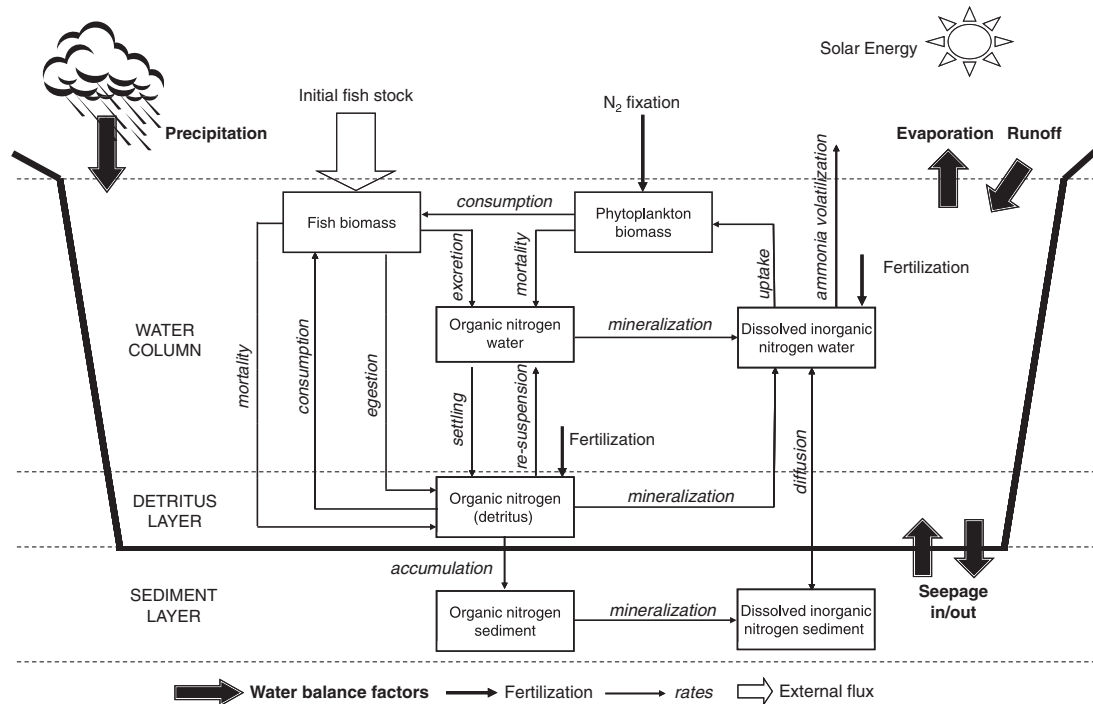 Solar Energy
Initial fish stock
N2 fixation
Precipitation
Evaporation
Runoff
ammonia volatilization
consumption
Fish biomass
Phytoplankton
biomass
excretion
mortality
uptake
Fertilization
WATER
COLUMN
Organic nitrogen
water
mineralization
Dissolved inorganic
nitrogen water
mortality
consumption
egestion
settling
re-suspension
Fertilization
diffusion
DETRITUS
LAYER
Organic nitrogen
(detritus)
mineralization
accumulation
SEDIMENT
LAYER
Organic nitrogen
sediment
mineralization
Dissolved inorganic
nitrogen sediment
Seepage
in/out
Water balance factors
Fertilization
rates
External flux